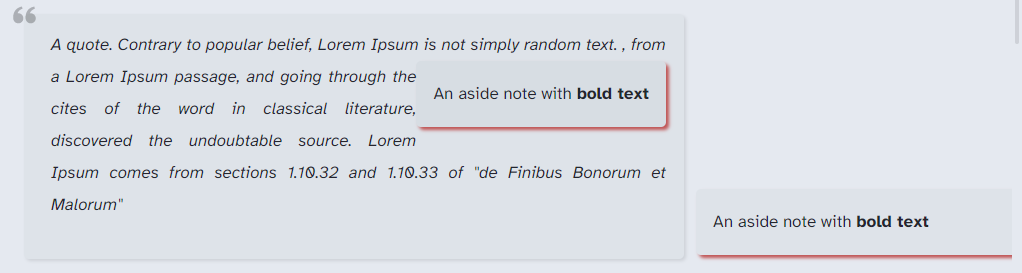 ❝
A quote. Contrary to popular belief, Lorem Ipsum is not simply random text. , from
a Lorem Ipsum passage, and going through the
cites of the word in classical literature,
discovered the undoubtable source. Lorem
Ipsum comes from sections 1.10.32 and 1.10.33 of "de Finibus Bonorum et
Malorum"
An aside note with bold text
An aside note with bold text